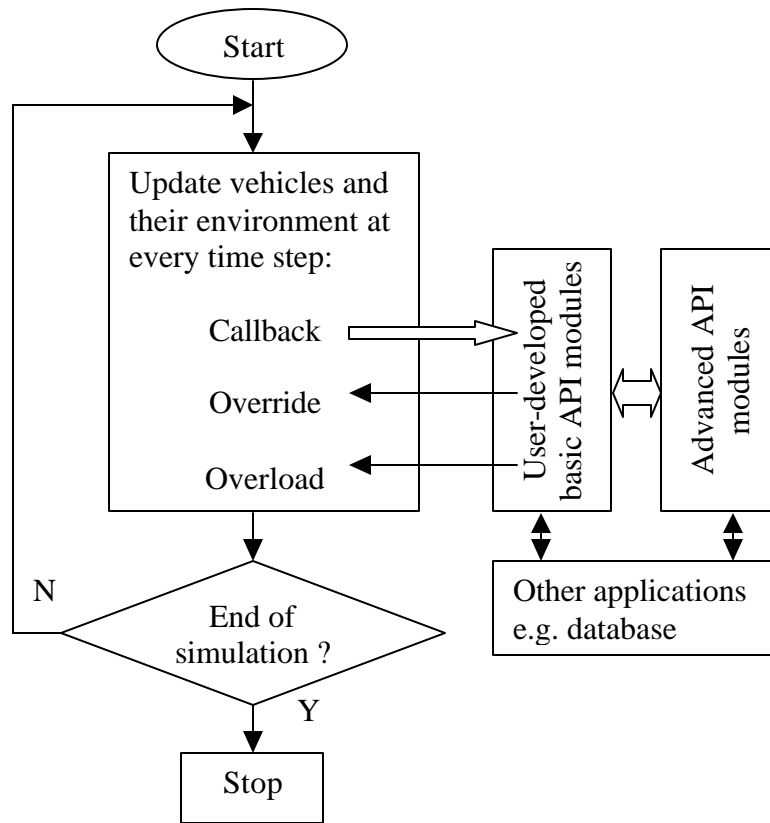 Start
Update vehicles and
their environment at
every time step:
Callback
Override
Overload
User-developed
basic API modules
Advanced API
modules
Other applications
e.g. database
N
End of
simulation ?
Y
Stop